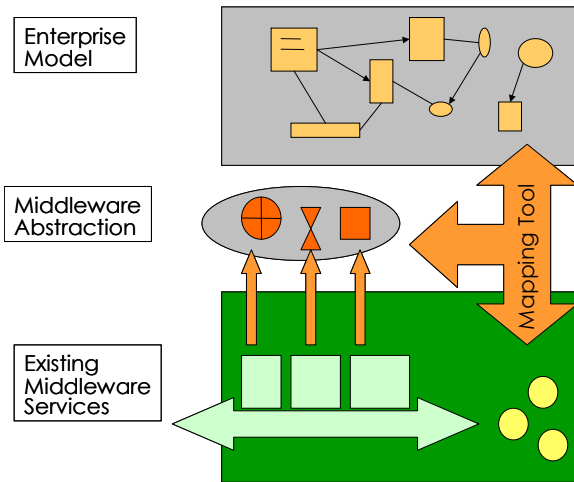 Enterprise
Model
Middleware
Abstraction
Mapping Tool
Existing
Middleware
Services